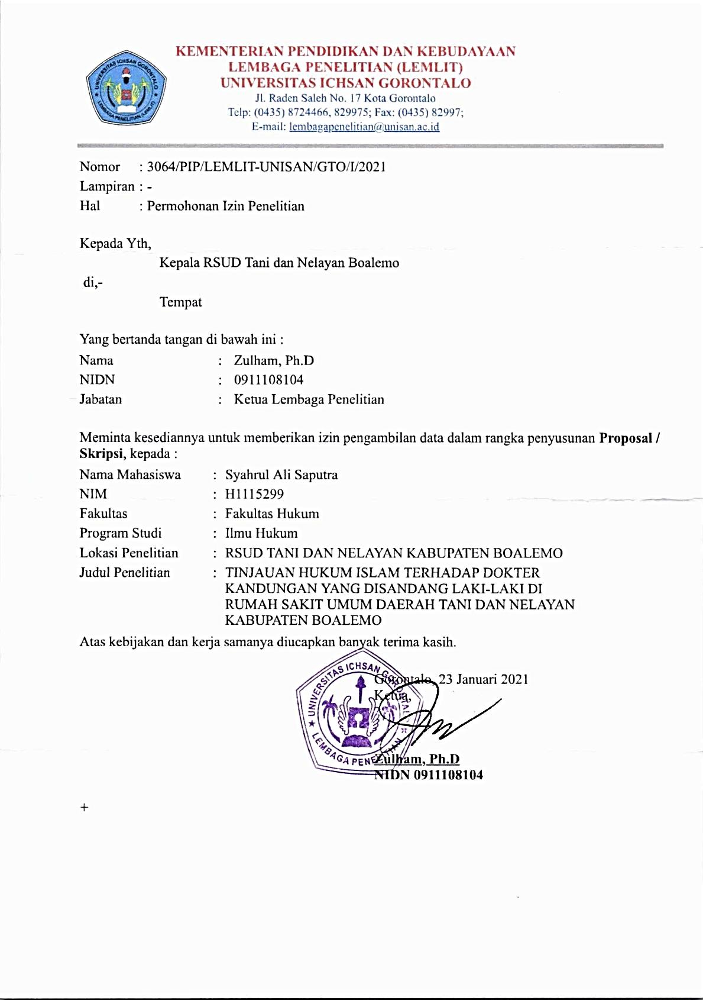 KEMENTERIAN PENDIDIKAN DAN KEBUDAYAAN
LEMBAGA PENELITIAN (LEMLIT)
UNIVERSITAS ICHSAN GORONTALO
Jl. Raden Saleh No. 17 Kota Gorontalo
Telp: (0435) 8724466, 829975; Fax: (0435) 82997;
E-mail: lembagapenelitian@unisan.ac.id
UNIVERSITAS ICHSAN GORONTALO
LEMBAGA PENELITIAN (LEMLIT)
Nomor : 3064/PIP/LEMLIT-UNISAN/GTO/I/2021
Lampiran : -
Hal : Permohonan Izin Penelitian
Kepada Yth,
Kepala RSUD Tani dan Nelayan Boalemo
di,-
Tempat
Yang bertanda tangan di bawah ini :
Nama : Zulham, Ph.D
NIDN : 0911108104
Jabatan : Ketua Lembaga Penelitian
Meminta kesediannya untuk memberikan izin pengambilan data dalam rangka penyusunan Proposal /
Skripsi, kepada :
Nama Mahasiswa : Syahrul Ali Saputra
NIM : H1115299
Fakultas : Fakultas Hukum
Program Studi : Ilmu Hukum
Lokasi Penelitian : RSUD TANI DAN NELAYAN KABUPATEN BOALEMO
Judul Penelitian : TINJAUAN HUKUM ISLAM TERHADAP DOKTER
KANDUNGAN YANG DISANDANG LAKI-LAKI DI
RUMAH SAKIT UMUM DAERAH TANI DAN NELAYAN
KABUPATEN BOALEMO
Atas kebijakan dan kerja samanya diucapkan banyak terima kasih.
Gorontalo, 23 Januari 2021
Ketua,
UNIVERSITAS ICHSAN GORONTALO
LEMBAGA PENELITIAN
Zulham, Ph.D
NIDN 0911108104
+